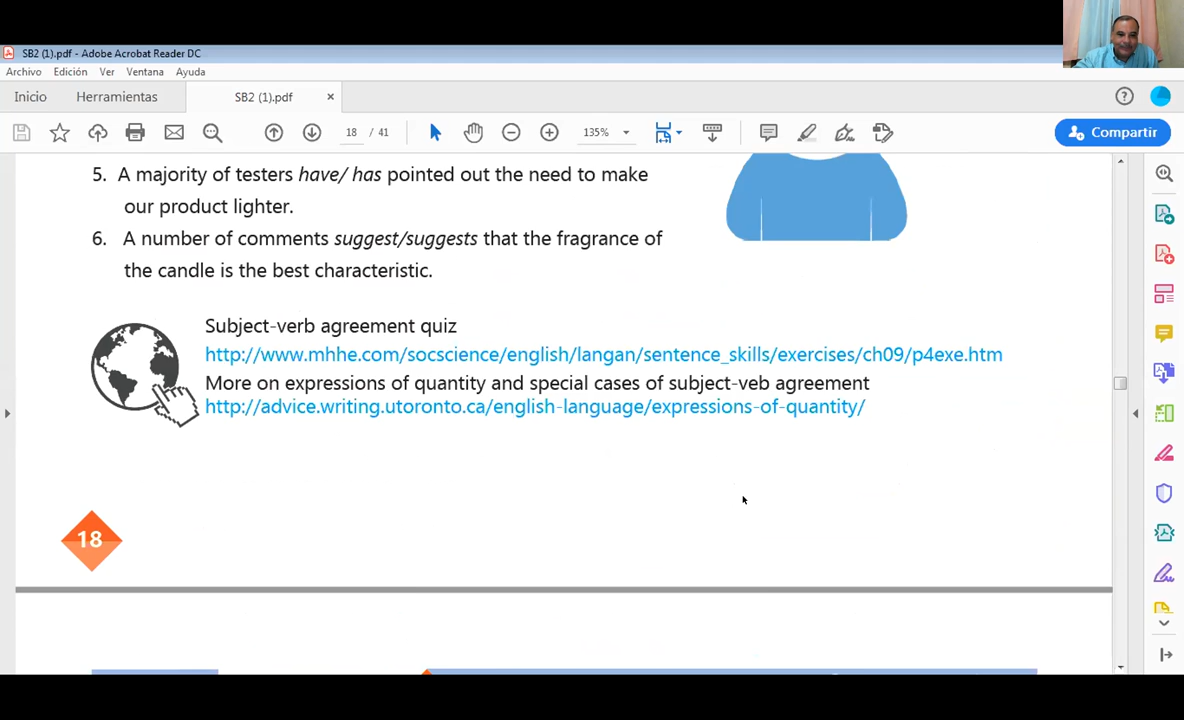 SB2 (1).pdf - Adobe Acrobat Reader DC
Archivo Edición Ver Ventana Ayuda
Inicio Herramientas SB2 (1).pdf ×
18 / 41 135% Compartir
5. A majority of testers have/ has pointed out the need to make
our product lighter.
6. A number of comments suggest/suggests that the fragrance of
the candle is the best characteristic.
Subject-verb agreement quiz
http://www.mhhe.com/socscience/english/langan/sentence_skills/exercises/ch09/p4exe.htm
More on expressions of quantity and special cases of subject-veb agreement
http://advice.writing.utoronto.ca/english-language/expressions-of-quantity/
18